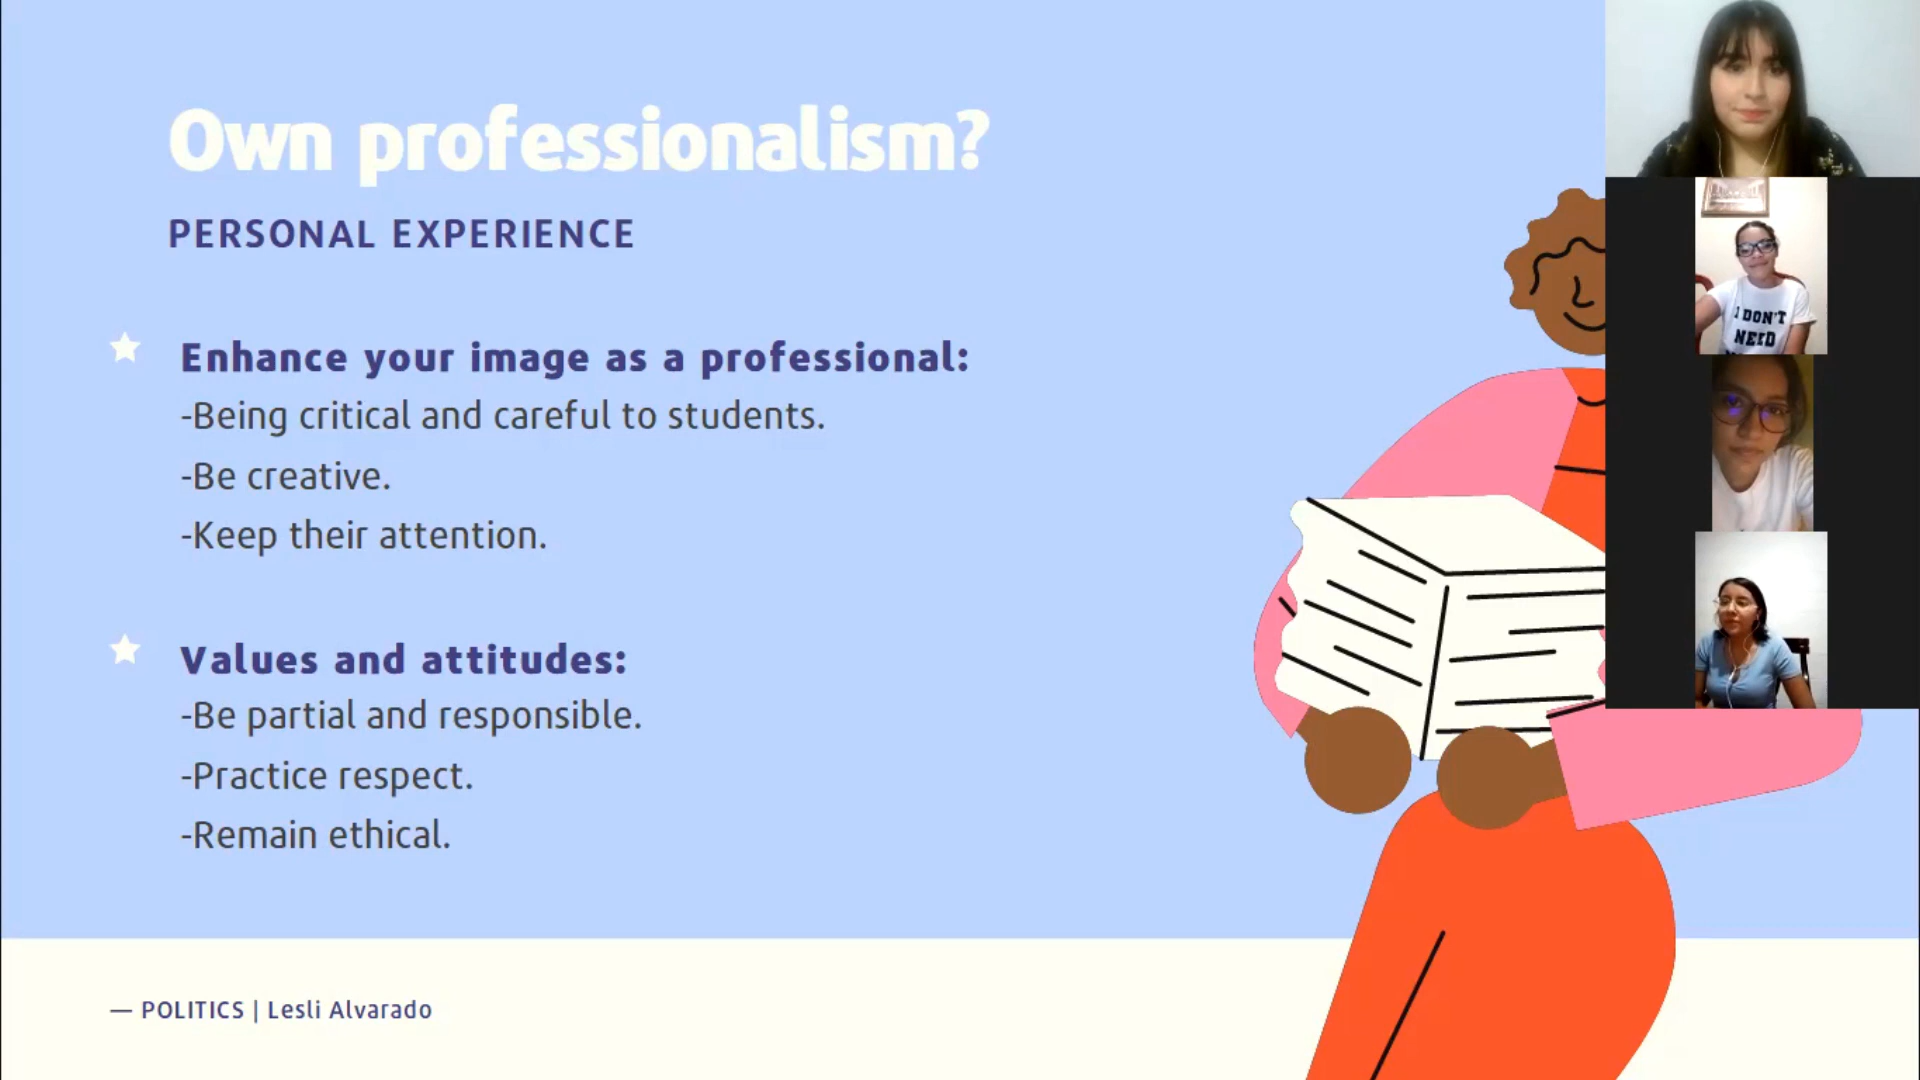 Own professionalism?
PERSONAL EXPERIENCE
Enhance your image as a professional:
-Being critical and careful to students.
-Be creative.
-Keep their attention.
Values and attitudes:
-Be partial and responsible.
-Practice respect.
-Remain ethical.
— POLITICS | Lesli Alvarado
I DON'T
NEED